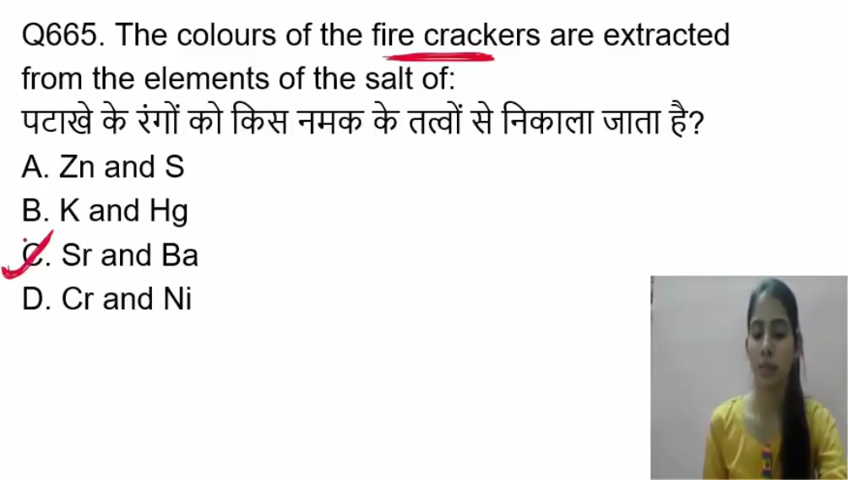 Q665. The colours of the fire crackers are extracted
from the elements of the salt of:
पटाखे के रंगों को किस नमक के तत्वों से निकाला जाता है?
A. Zn and S
B. K and Hg
C. Sr and Ba
D. Cr and Ni